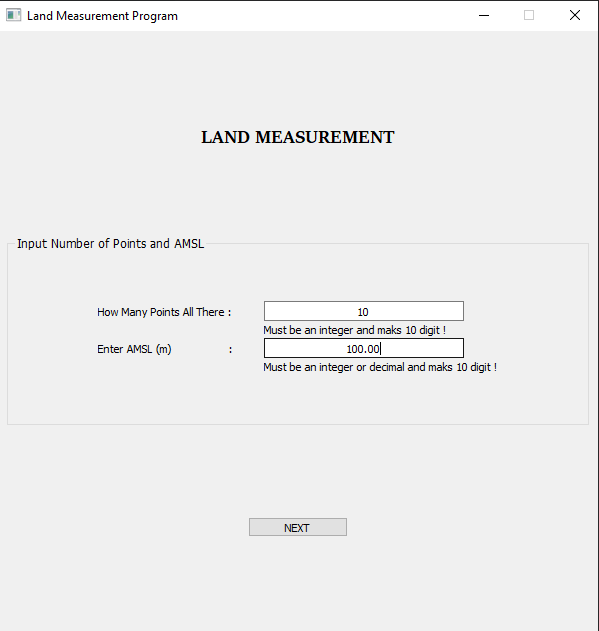 Land Measurement Program
LAND MEASUREMENT
Input Number of Points and AMSL
How Many Points All There : 10
Must be an integer and maks 10 digit !
Enter AMSL (m) : 100.00
Must be an integer or decimal and maks 10 digit !
NEXT